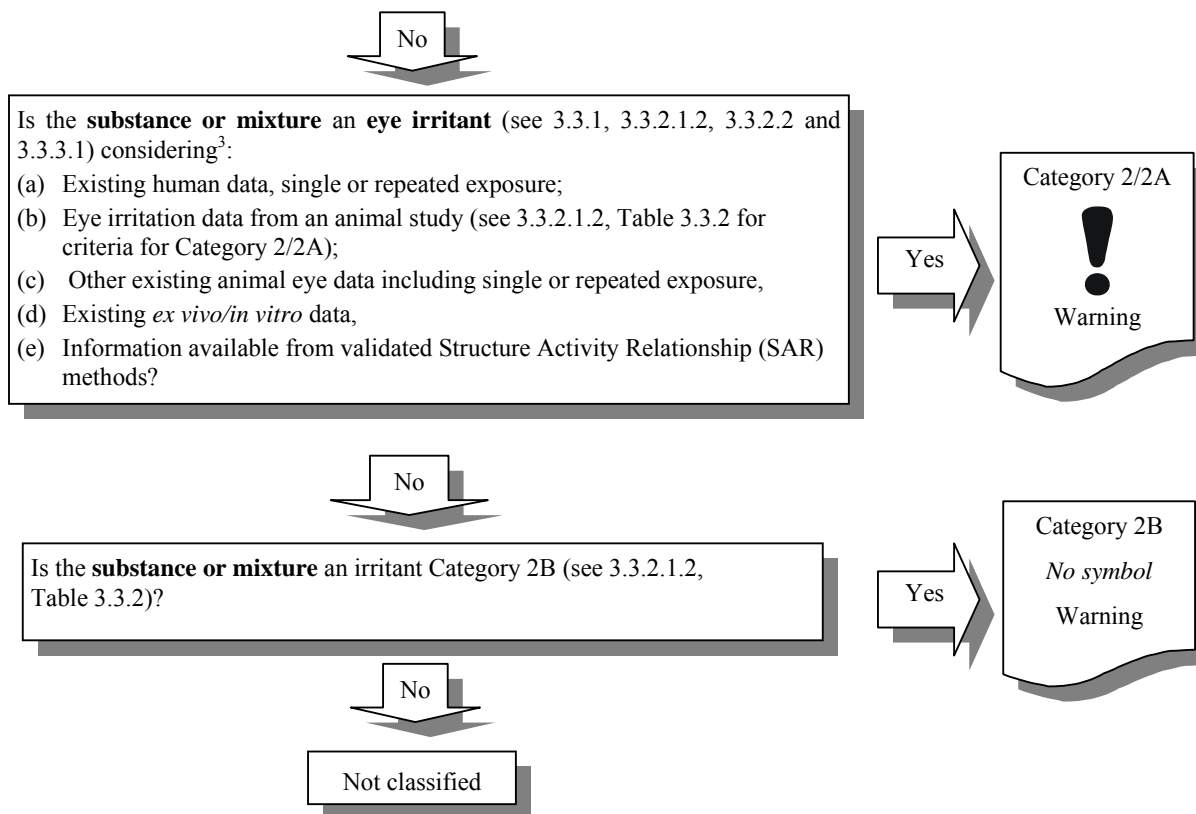 No
Is the substance or mixture an eye irritant (see 3.3.1, 3.3.2.1.2, 3.3.2.2 and
3.3.3.1) considering3:
(a) Existing human data, single or repeated exposure;
(b) Eye irritation data from an animal study (see 3.3.2.1.2, Table 3.3.2 for
criteria for Category 2/2A);
(c) Other existing animal eye data including single or repeated exposure,
(d) Existing ex vivo/in vitro data,
(e) Information available from validated Structure Activity Relationship (SAR)
methods?
Yes
Category 2/2A
!
Warning
No
Is the substance or mixture an irritant Category 2B (see 3.3.2.1.2,
Table 3.3.2)?
Yes
Category 2B
No symbol
Warning
No
Not classified